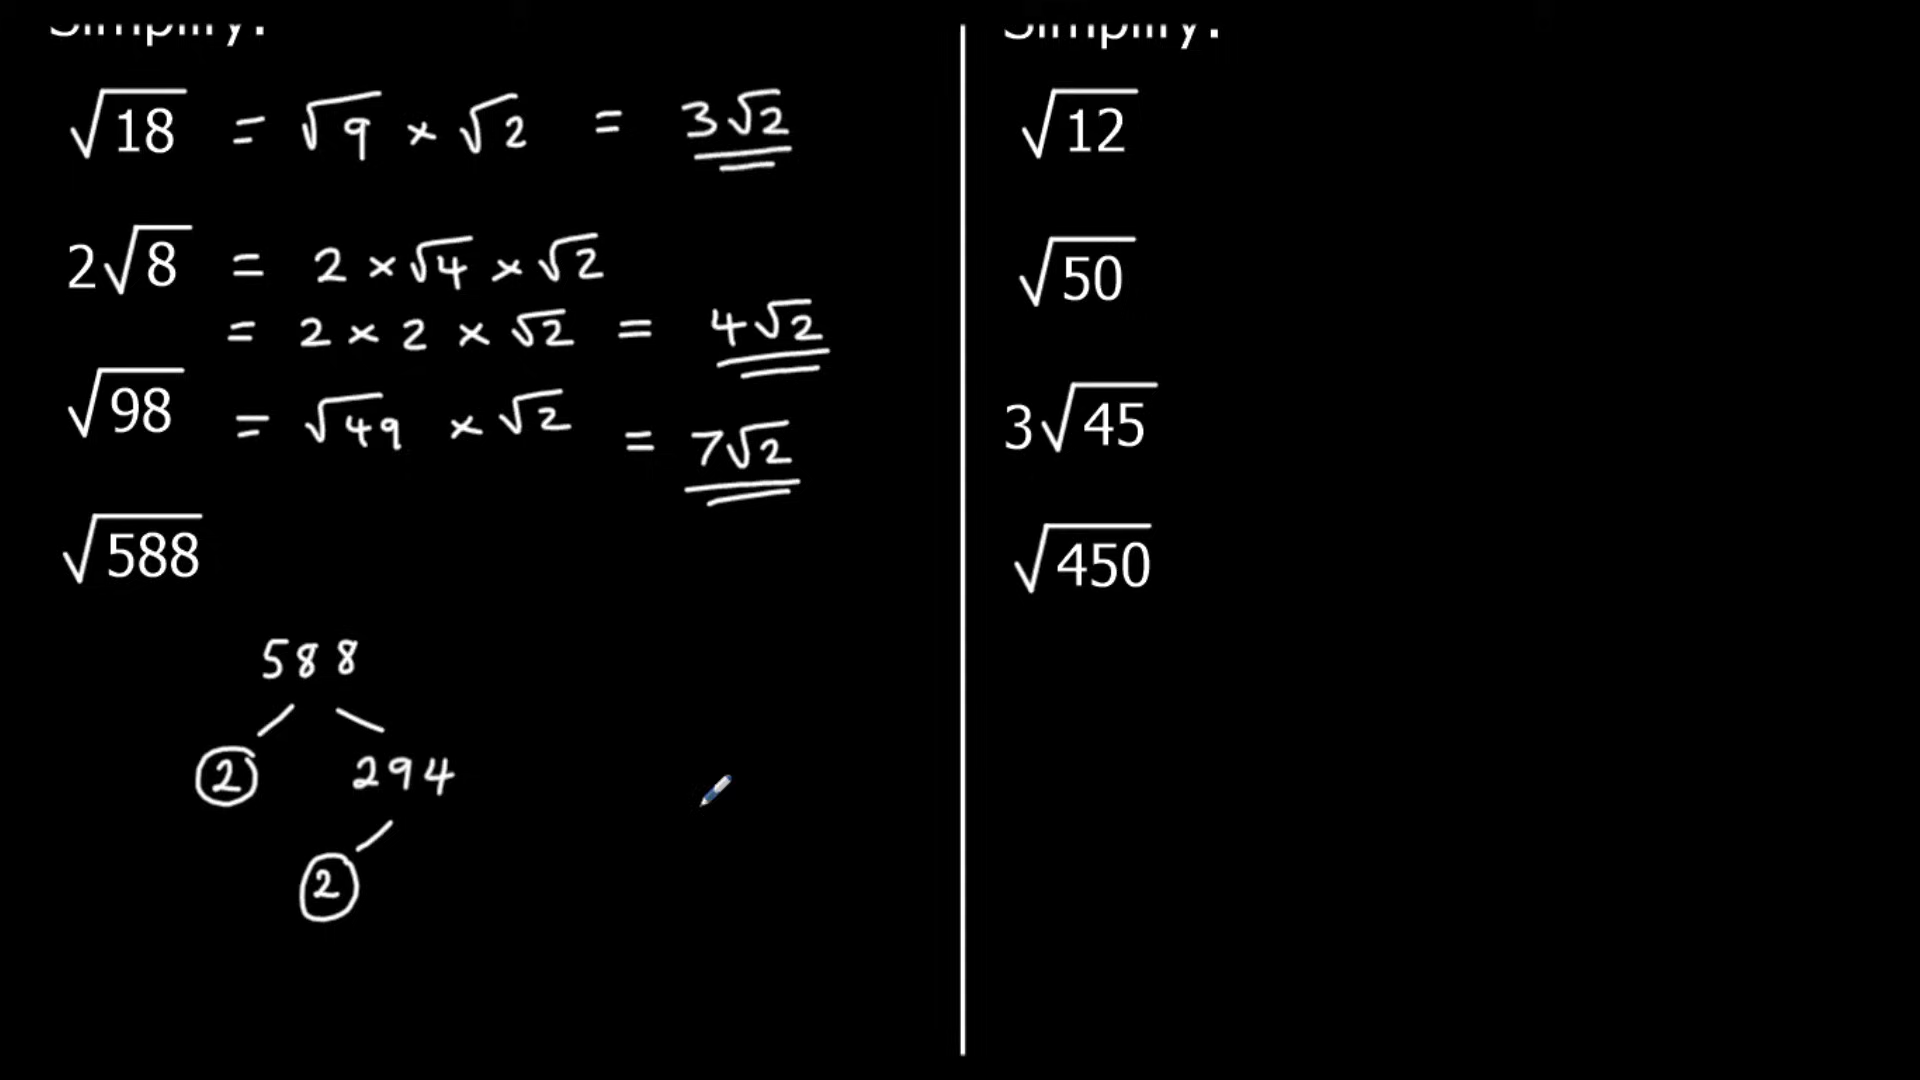 Simplify:
√18 = √9 × √2 = 3√2
2√8 = 2 × √4 × √2
= 2 × 2 × √2 = 4√2
√98 = √49 × √2 = 7√2
√588
588
2 294
2
Simplify:
√12
√50
3√45
√450